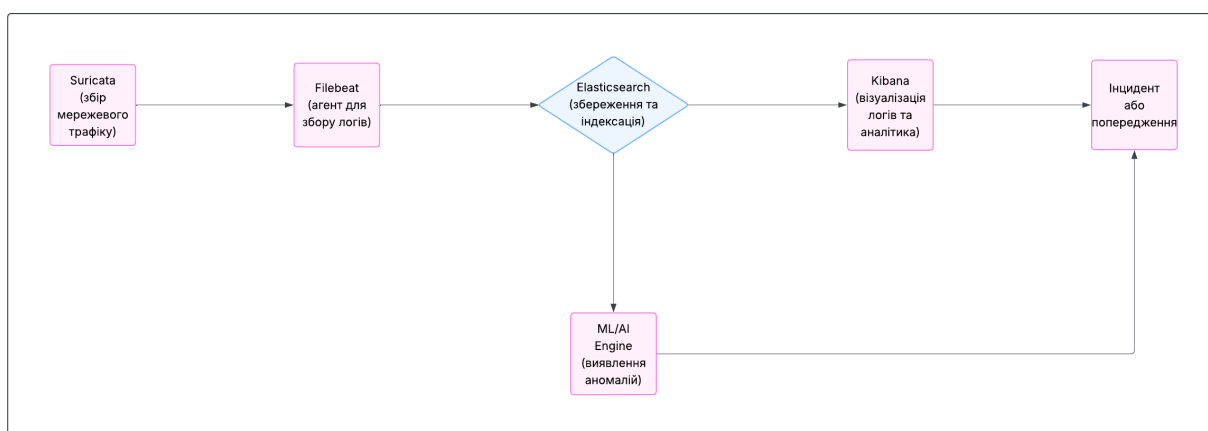 Suricata
(збір
мережевого
трафіку)
Filebeat
(агент для
збору логів)
Elasticsearch
(збереження та
індексація)
Kibana
(візуалізація
логів та
аналітика)
Інцидент
або
попередження
ML/AI
Engine
(виявлення
аномалій)